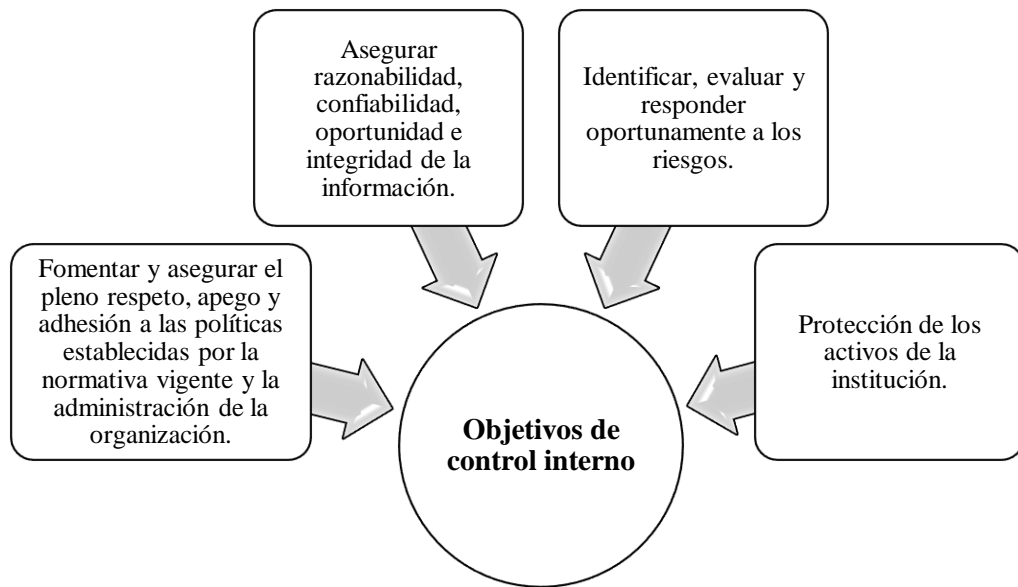 Asegurar
razonabilidad,
confiabilidad,
oportunidad e
integridad de la
información.
Identificar, evaluar y
responder
oportunamente a los
riesgos.
Fomentar y asegurar el
pleno respeto, apego y
adhesión a las políticas
establecidas por la
normativa vigente y la
administración de la
organización.
Protección de los
activos de la
institución.
Objetivos de
control interno